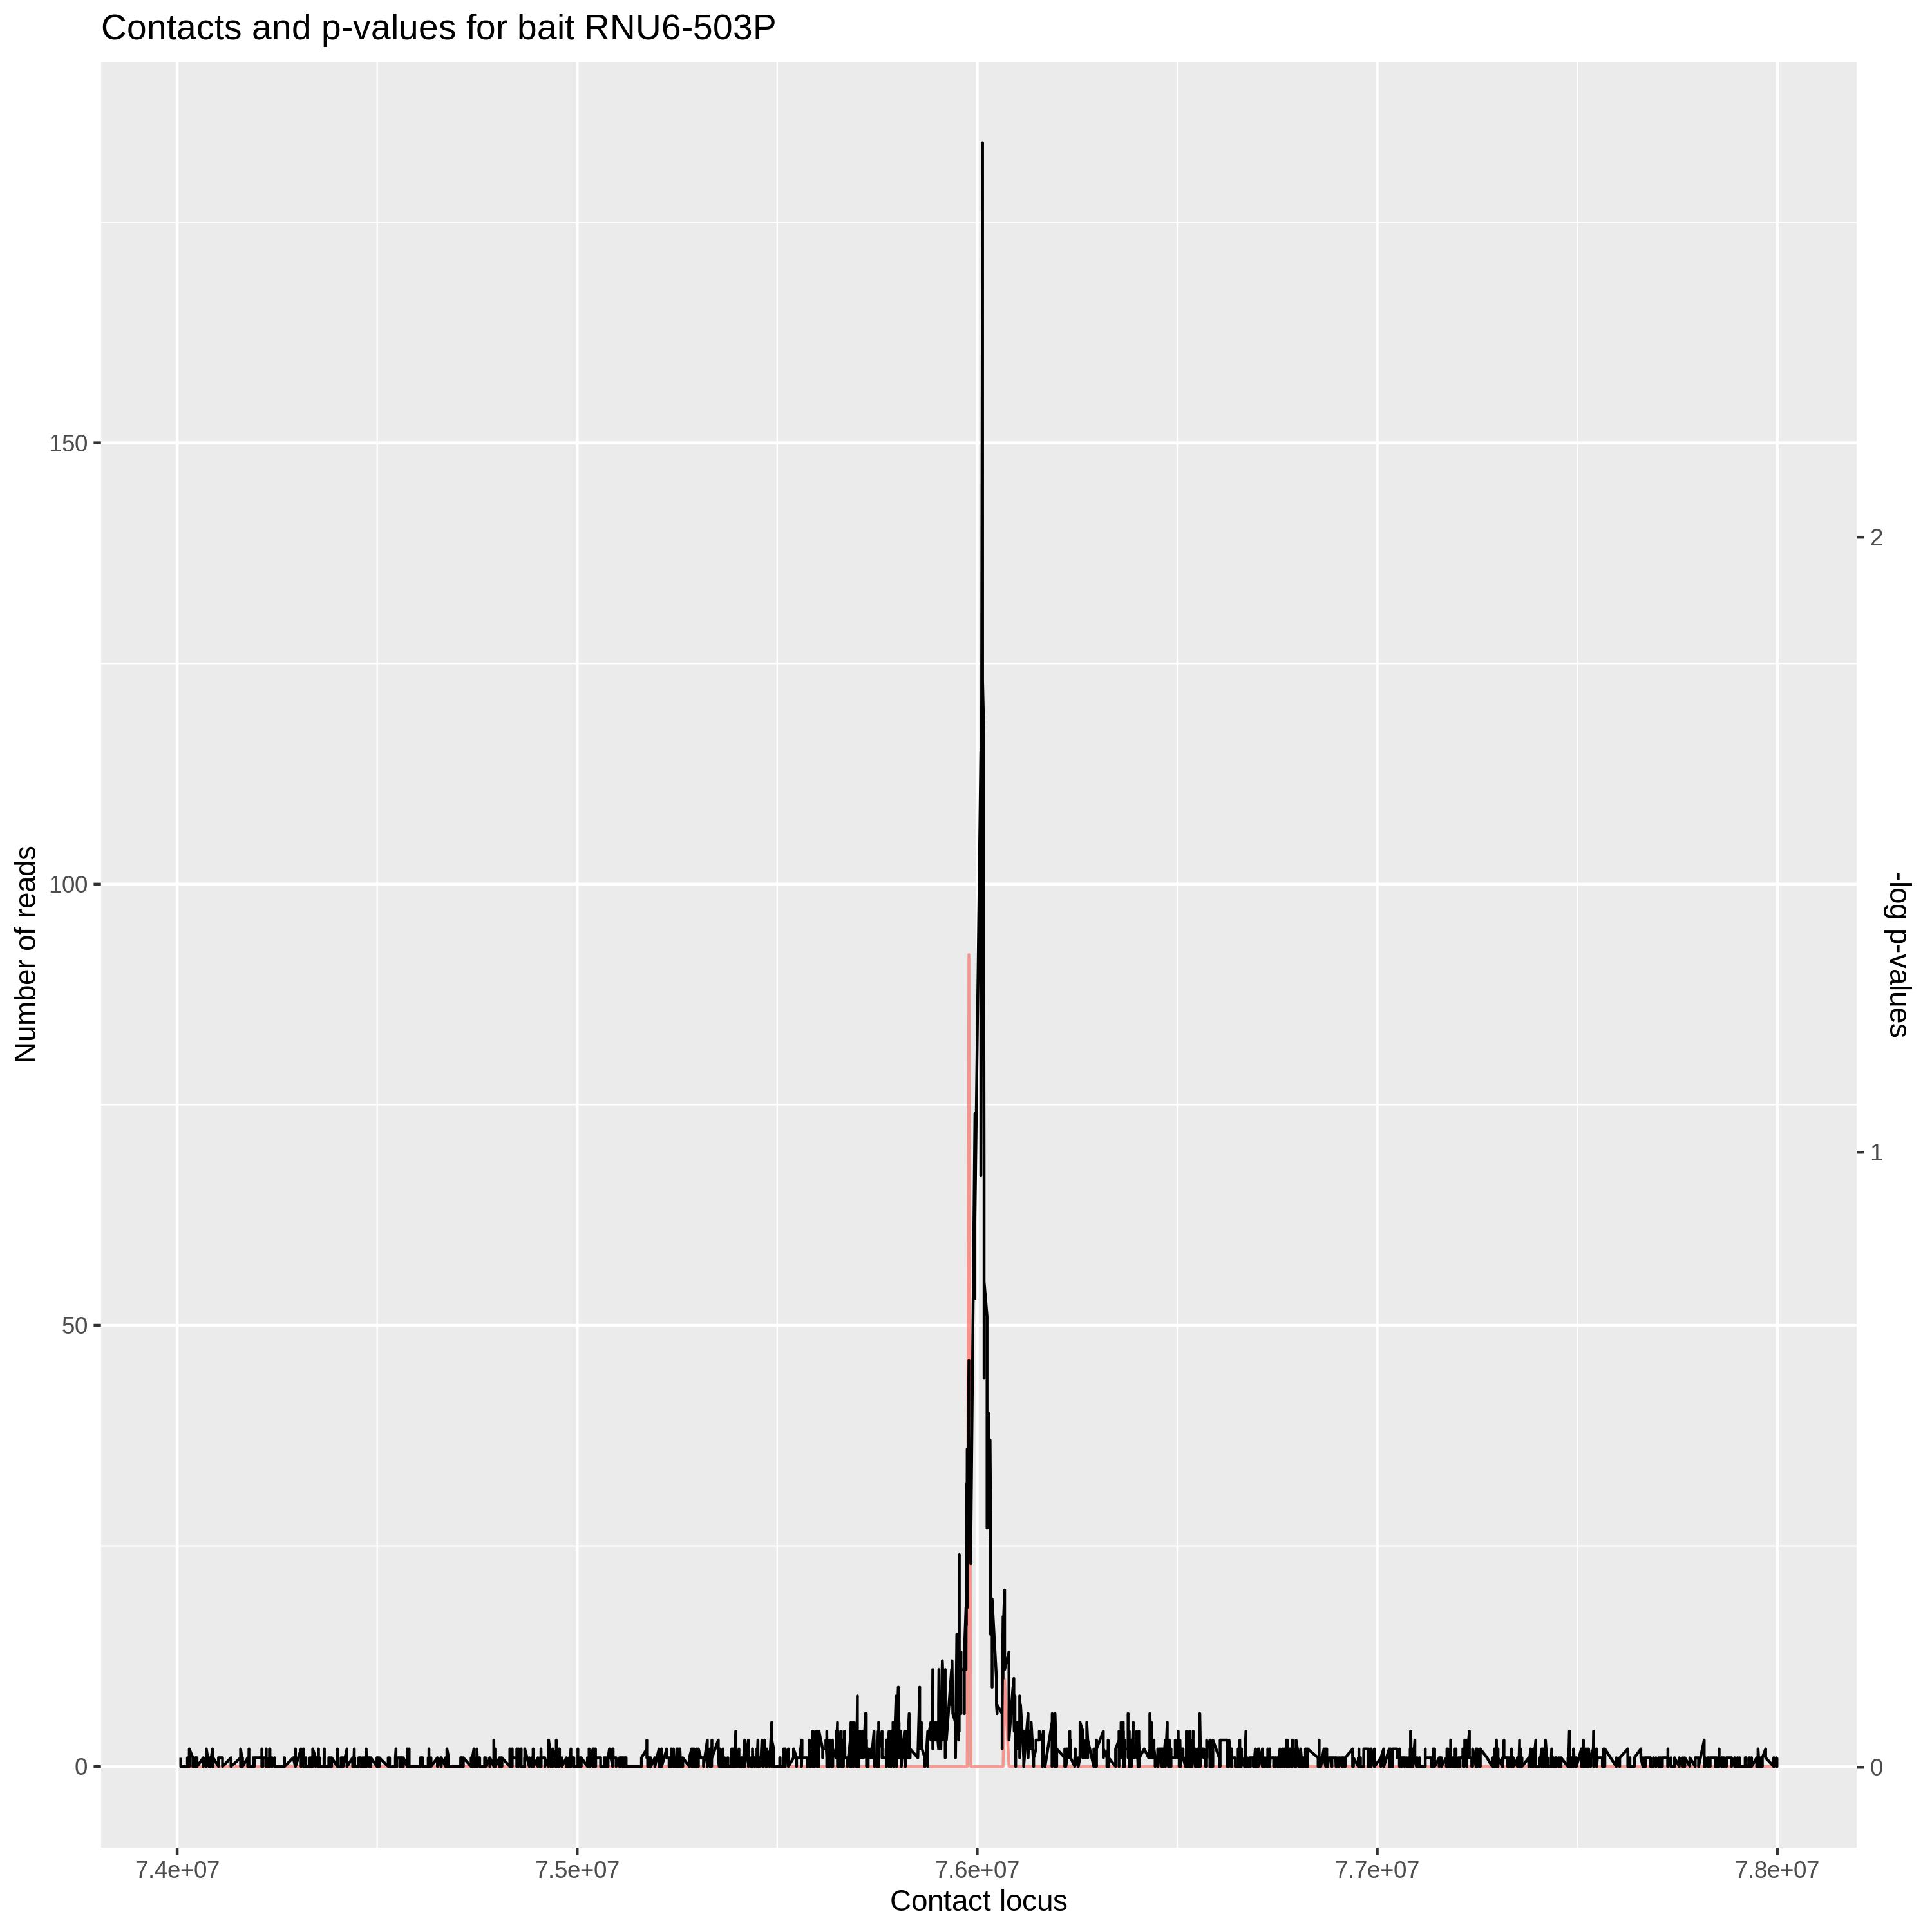 Contacts and p-values for bait RNU6-503P
150
100
50
0
Number of reads
2
1
0
-log p-values
7.4e+07
7.5e+07
7.6e+07
7.7e+07
7.8e+07
Contact locus